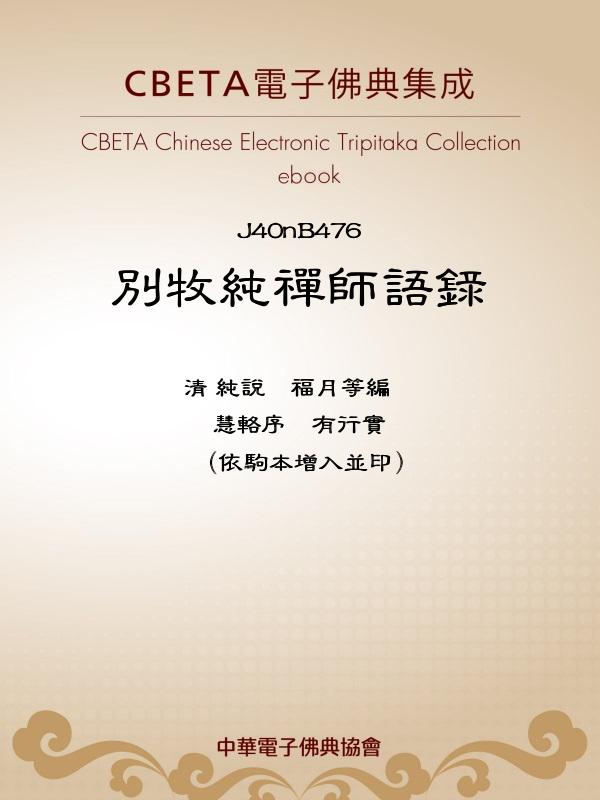 CBETA電子佛典集成
CBETA Chinese Electronic Tripitaka Collection
ebook
J40nB476
別牧純禪師語錄
清 純說　福月等編
慧輅序　有行實
(依駒本增入並印)
中華電子佛典協會